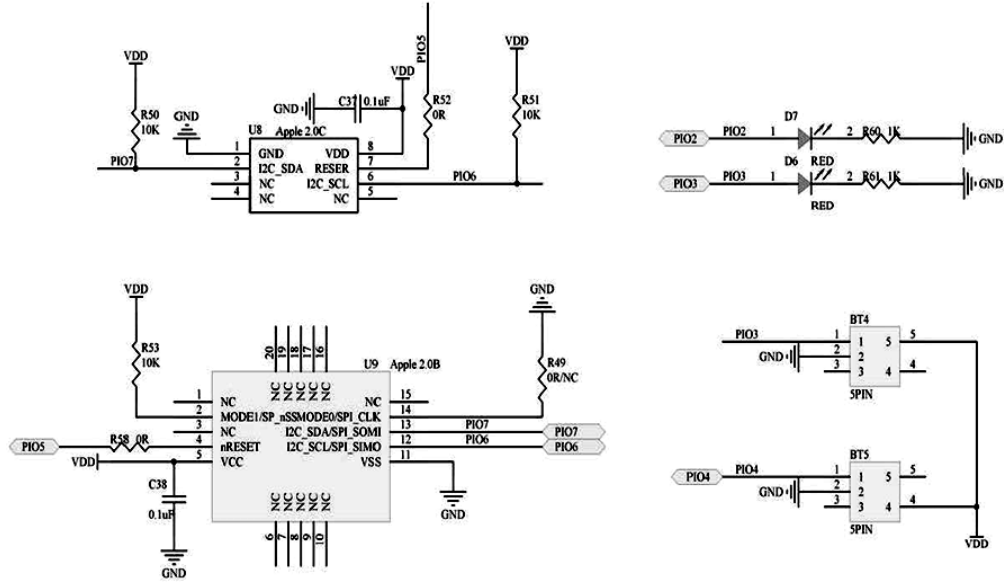 VDD
R50
10K
GND
PIO7
U8
Apple 2.0C
1
2
3
4
GND
I2C_SDA
NC
NC
VDD
RESER
I2C_SCL
NC
8
7
6
5
GND
C37
0.1uF
VDD
PIO5
R52
0R
VDD
R51
10K
PIO6
D7
PIO2
PIO2
1
2
R60
1K
GND
RED
D6
PIO3
PIO3
1
2
R61
1K
GND
RED
VDD
R53
10K
20
19
18
17
16
NC
NC
NC
NC
NC
U9
Apple 2.0B
1
2
3
4
5
NC
MODE1/SP_nSSMODE0/SPI_CLK
NC
I2C_SDA/SPI_SOMI
nRESET
I2C_SCL/SPI_SIMO
VCC
VSS
NC
15
14
13
12
11
PIO7
PIO7
PIO6
PIO6
GND
R49
0R/NC
GND
PIO5
R58
0R
VDD
C38
0.1uF
GND
NC
NC
NC
NC
NC
6
7
8
9
10
BT4
PIO3
GND
1
2
3
1
2
3
5
4
5
4
5PIN
BT5
PIO4
PIO4
GND
1
2
3
1
2
3
5
4
5
4
5PIN
VDD